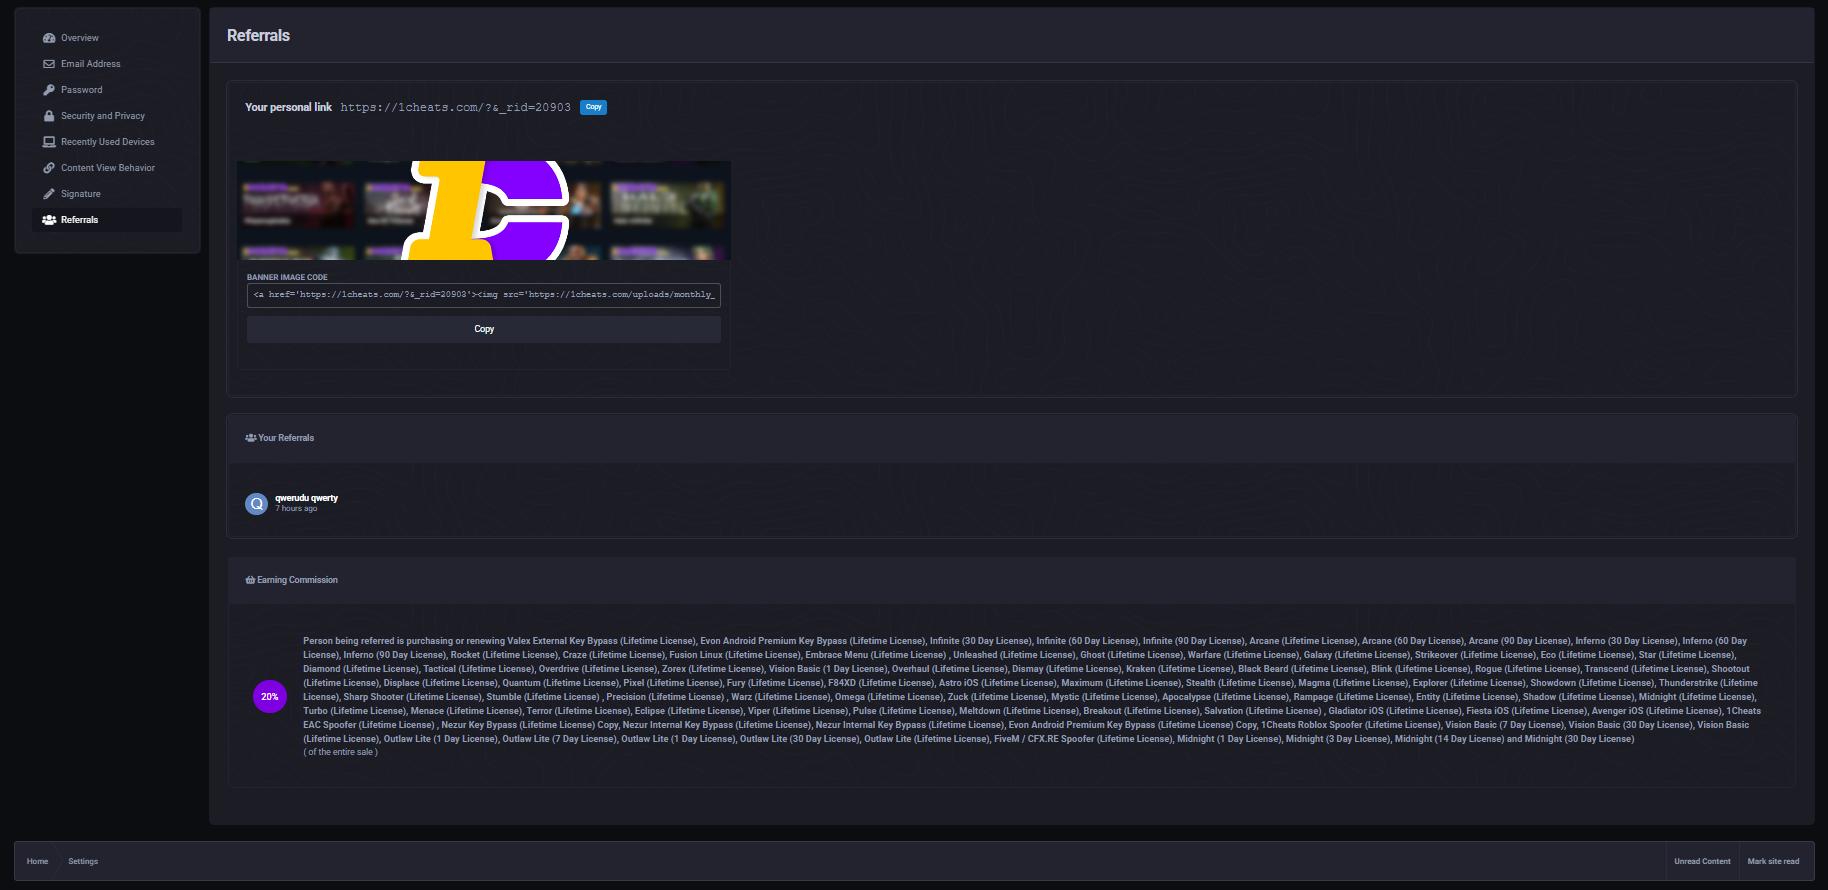 Overview
Email Address
Password
Security and Privacy
Recently Used Devices
Content View Behavior
Signature
Referrals
Referrals
Your personal link https://1cheats.com/?&_rid=20903 Copy
BANNER IMAGE CODE
<a href='https://1cheats.com/?&_rid=20903'><img src='https://1cheats.com/uploads/monthly_
Copy
Your Referrals
Q
qwerudu qwerty
7 hours ago
Earning Commission
20%
Person being referred is purchasing or renewing Valex External Key Bypass (Lifetime License), Evon Android Premium Key Bypass (Lifetime License), Infinite (30 Day License), Infinite (60 Day License), Infinite (90 Day License), Arcane (Lifetime License), Arcane (60 Day License), Arcane (90 Day License), Inferno (30 Day License), Inferno (60 Day
License), Inferno (90 Day License), Rocket (Lifetime License), Craze (Lifetime License), Fusion Linux (Lifetime License), Embrace Menu (Lifetime License) , Unleashed (Lifetime License), Ghost (Lifetime License), Warfare (Lifetime License), Galaxy (Lifetime License), Strikeover (Lifetime License), Eco (Lifetime License), Star (Lifetime License),
Diamond (Lifetime License), Tactical (Lifetime License), Overdrive (Lifetime License), Zorex (Lifetime License), Vision Basic (1 Day License), Overhaul (Lifetime License), Dismay (Lifetime License), Kraken (Lifetime License), Black Beard (Lifetime License), Blink (Lifetime License), Rogue (Lifetime License), Transcend (Lifetime License), Shootout
(Lifetime License), Displace (Lifetime License), Quantum (Lifetime License), Pixel (Lifetime License), Fury (Lifetime License), F84XD (Lifetime License), Astro iOS (Lifetime License), Maximum (Lifetime License), Stealth (Lifetime License), Magma (Lifetime License), Explorer (Lifetime License), Showdown (Lifetime License), Thunderstrike (Lifetime
License), Sharp Shooter (Lifetime License), Stumble (Lifetime License) , Precision (Lifetime License) , Warz (Lifetime License), Omega (Lifetime License), Zuck (Lifetime License), Mystic (Lifetime License), Apocalypse (Lifetime License), Rampage (Lifetime License), Entity (Lifetime License), Shadow (Lifetime License), Midnight (Lifetime License),
Turbo (Lifetime License), Menace (Lifetime License), Terror (Lifetime License), Eclipse (Lifetime License), Viper (Lifetime License), Pulse (Lifetime License), Meltdown (Lifetime License), Breakout (Lifetime License), Salvation (Lifetime License) , Gladiator iOS (Lifetime License), Fiesta iOS (Lifetime License), Avenger iOS (Lifetime License), 1Cheats
EAC Spoofer (Lifetime License) , Nezur Key Bypass (Lifetime License) Copy, Nezur Internal Key Bypass (Lifetime License), Nezur Internal Key Bypass (Lifetime License), Evon Android Premium Key Bypass (Lifetime License) Copy, 1Cheats Roblox Spoofer (Lifetime License), Vision Basic (7 Day License), Vision Basic (30 Day License), Vision Basic
(Lifetime License), Outlaw Lite (1 Day License), Outlaw Lite (7 Day License), Outlaw Lite (1 Day License), Outlaw Lite (30 Day License), Outlaw Lite (Lifetime License), FiveM / CFX.RE Spoofer (Lifetime License), Midnight (1 Day License), Midnight (3 Day License), Midnight (14 Day License) and Midnight (30 Day License)
( of the entire sale )
Home
Settings
Unread Content
Mark site read